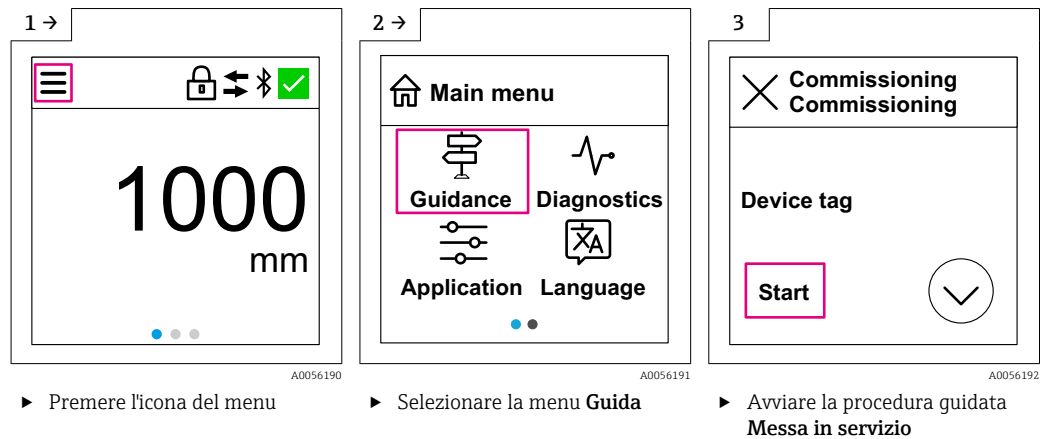 1 →
1000
mm
A0056190
▶ Premere l'icona del menu
2 →
Main menu
Guidance Diagnostics
Application Language
A0056191
▶ Selezionare la menu Guida
3
Commissioning
Commissioning
Device tag
Start
A0056192
▶ Avviare la procedura guidata
Messa in servizio